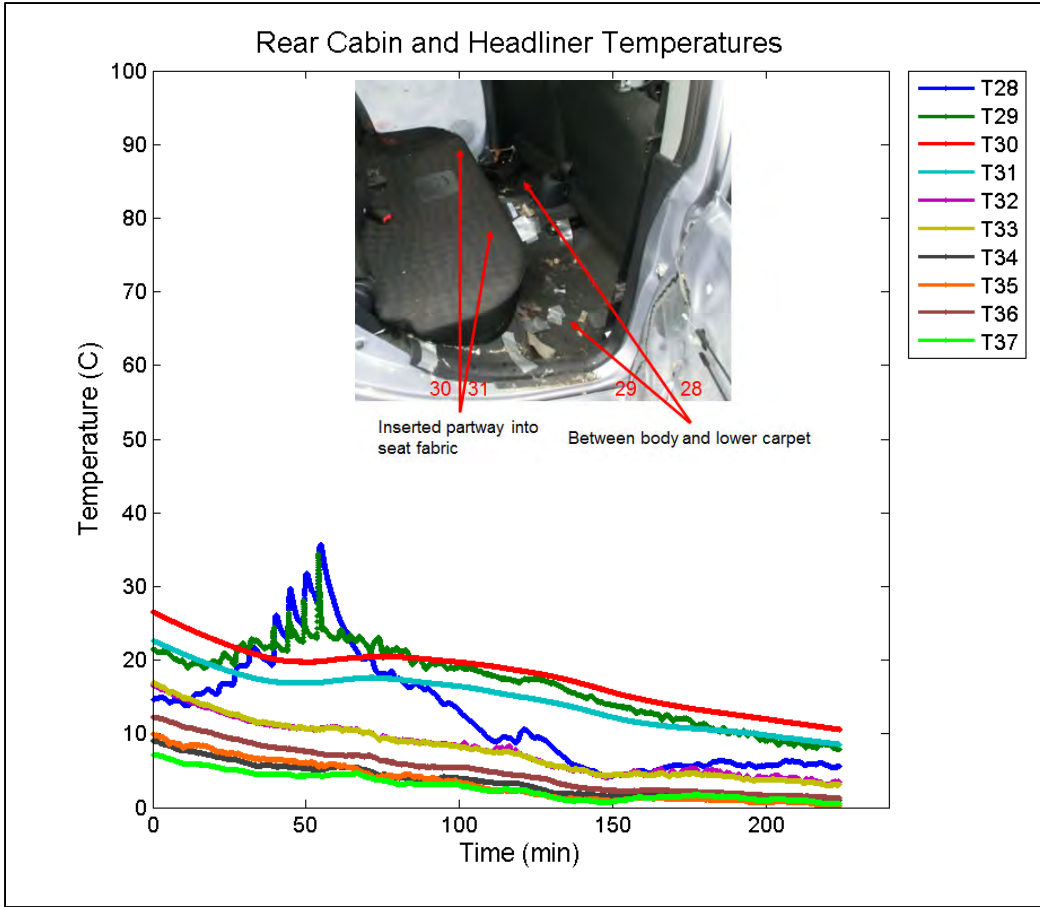 Rear Cabin and Headliner Temperatures
100
90
80
70
60
50
40
30
20
10
0
Temperature (C)
0
50
100
150
200
Time (min)
30 31
29
28
Inserted partway into
seat fabric
Between body and lower carpet
T28
T29
T30
T31
T32
T33
T34
T35
T36
T37